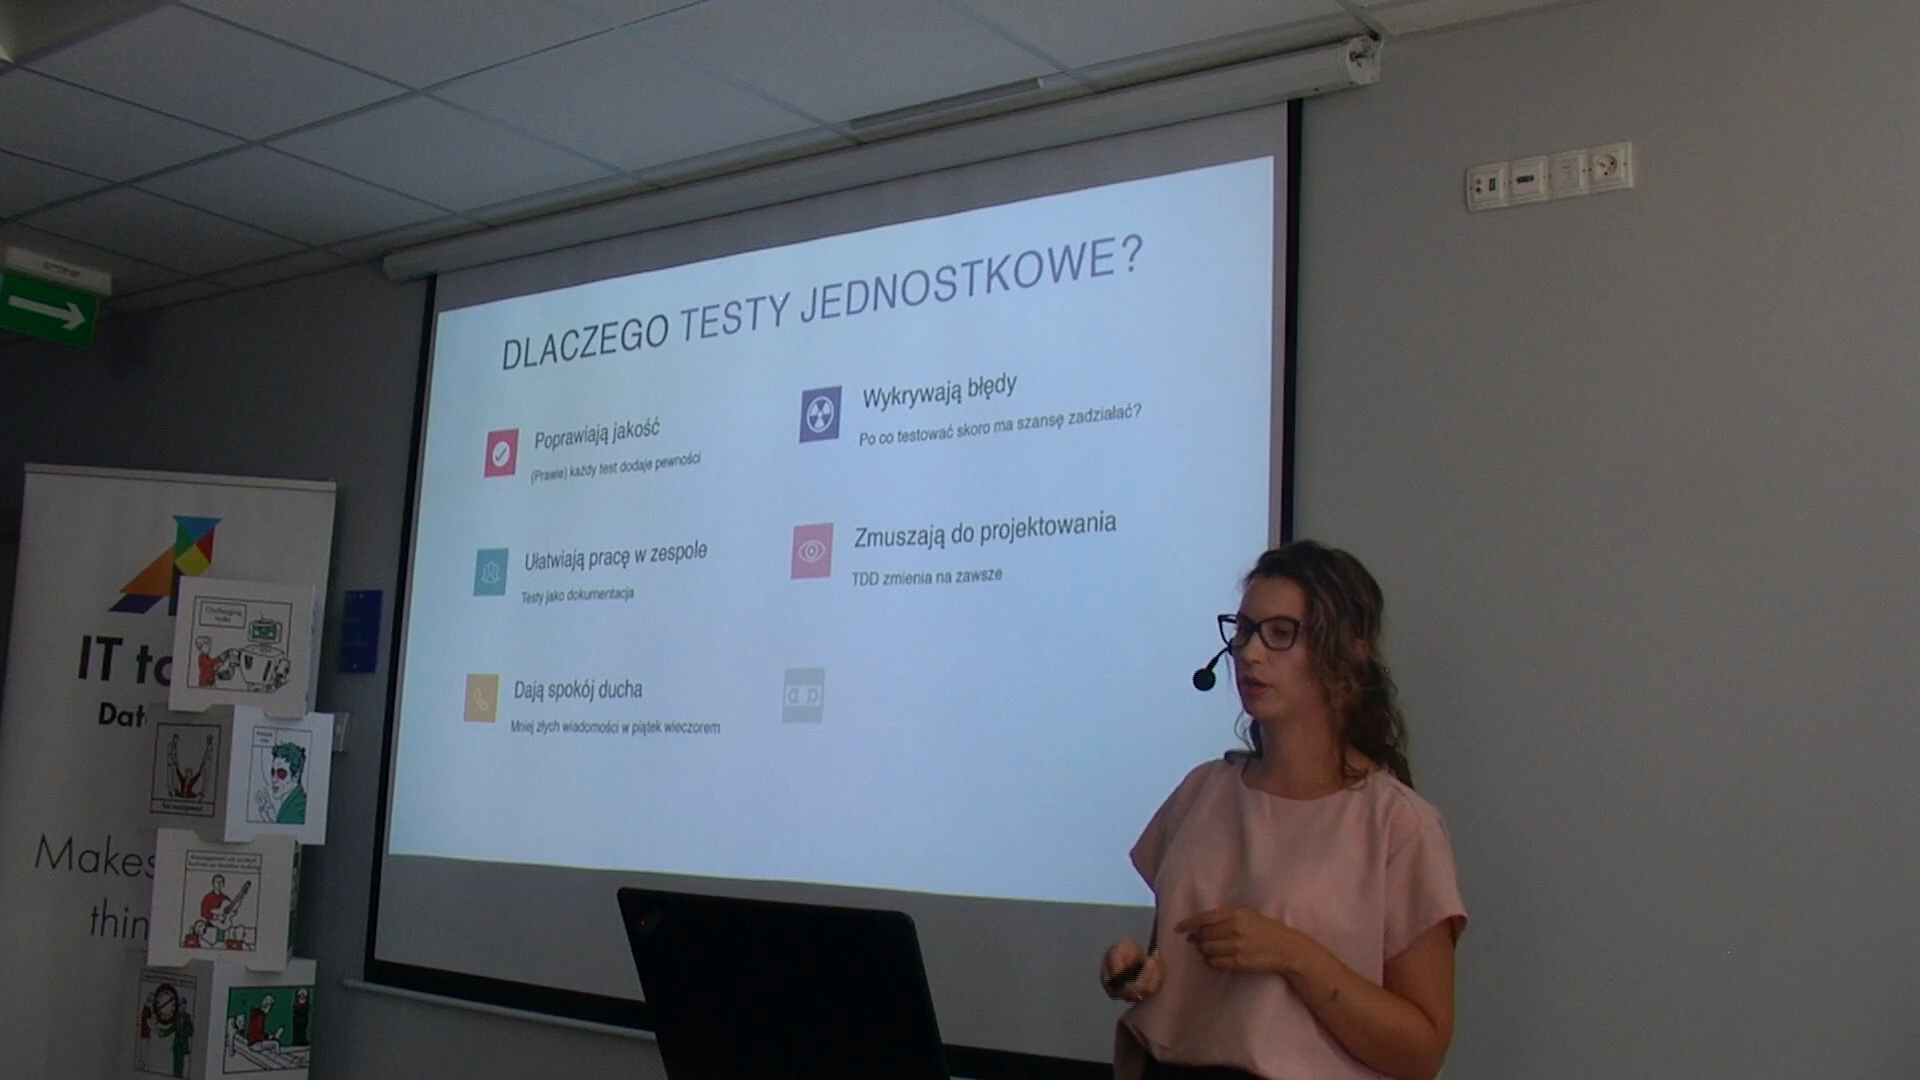 DLACZEGO TESTY JEDNOSTKOWE?
Poprawiają jakość
(Prawie) każdy test dodaje pewności
Wykrywają błędy
Po co testować skoro ma szansę zadziałać?
Ułatwiają pracę w zespole
Testy jako dokumentacja
Zmuszają do projektowania
TDD zmienia na zawsze
Dają spokój ducha
Mniej złych wiadomości w piątek wieczorem
IT
Challenging tasks
Makes